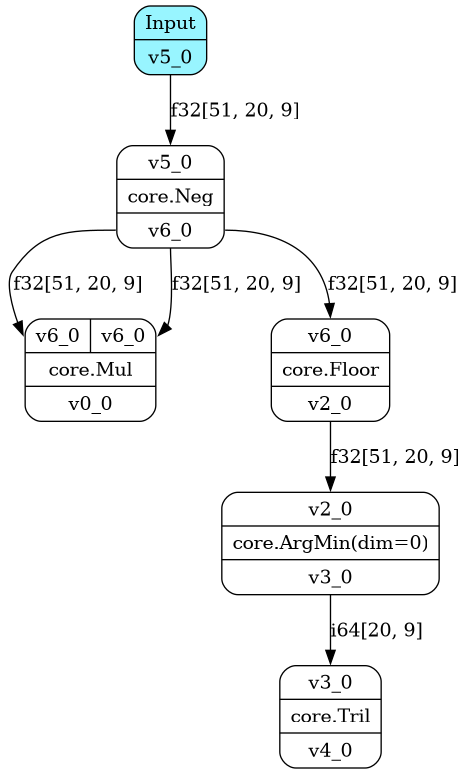 Input
v5_0
f32[51, 20, 9]
v5_0
core.Neg
v6_0
f32[51, 20, 9] f32[51, 20, 9] f32[51, 20, 9]
v6_0 v6_0
core.Mul
v0_0
v6_0
core.Floor
v2_0
f32[51, 20, 9]
v2_0
core.ArgMin(dim=0)
v3_0
i64[20, 9]
v3_0
core.Tril
v4_0